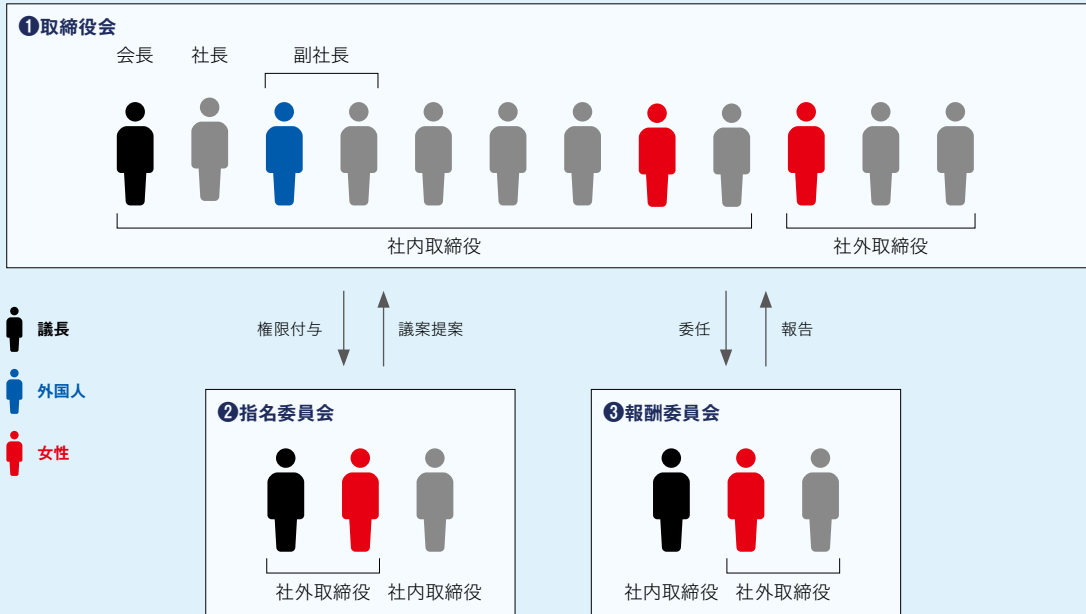 ❶取締役会
会長 社長 副社長
社内取締役 社外取締役
議長
外国人
女性
権限付与 議案提案 委任 報告
❷指名委員会
社外取締役 社内取締役
❸報酬委員会
社内取締役 社外取締役